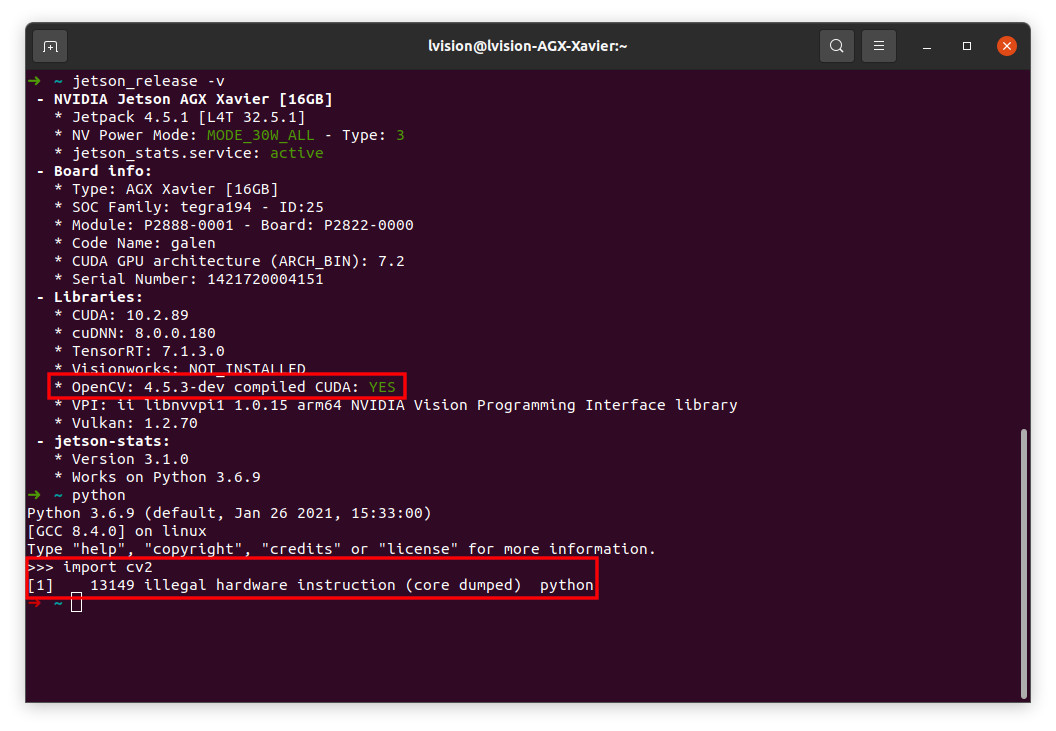 lvision@lvision-AGX-Xavier:~
➜ ~ jetson_release -v
- NVIDIA Jetson AGX Xavier [16GB]
* Jetpack 4.5.1 [L4T 32.5.1]
* NV Power Mode: MODE_30W_ALL - Type: 3
* jetson_stats.service: active
- Board info:
* Type: AGX Xavier [16GB]
* SOC Family: tegra194 - ID:25
* Module: P2888-0001 - Board: P2822-0000
* Code Name: galen
* CUDA GPU architecture (ARCH_BIN): 7.2
* Serial Number: 1421720004151
- Libraries:
* CUDA: 10.2.89
* cuDNN: 8.0.0.180
* TensorRT: 7.1.3.0
* Visionworks: NOT_INSTALLED
* OpenCV: 4.5.3-dev compiled CUDA: YES
* VPI: ii libnvvpi1 1.0.15 arm64 NVIDIA Vision Programming Interface library
* Vulkan: 1.2.70
- jetson-stats:
* Version 3.1.0
* Works on Python 3.6.9
➜ ~ python
Python 3.6.9 (default, Jan 26 2021, 15:33:00)
[GCC 8.4.0] on linux
Type "help", "copyright", "credits" or "license" for more information.
>>> import cv2
[1] 13149 illegal hardware instruction (core dumped) python
➜ ~